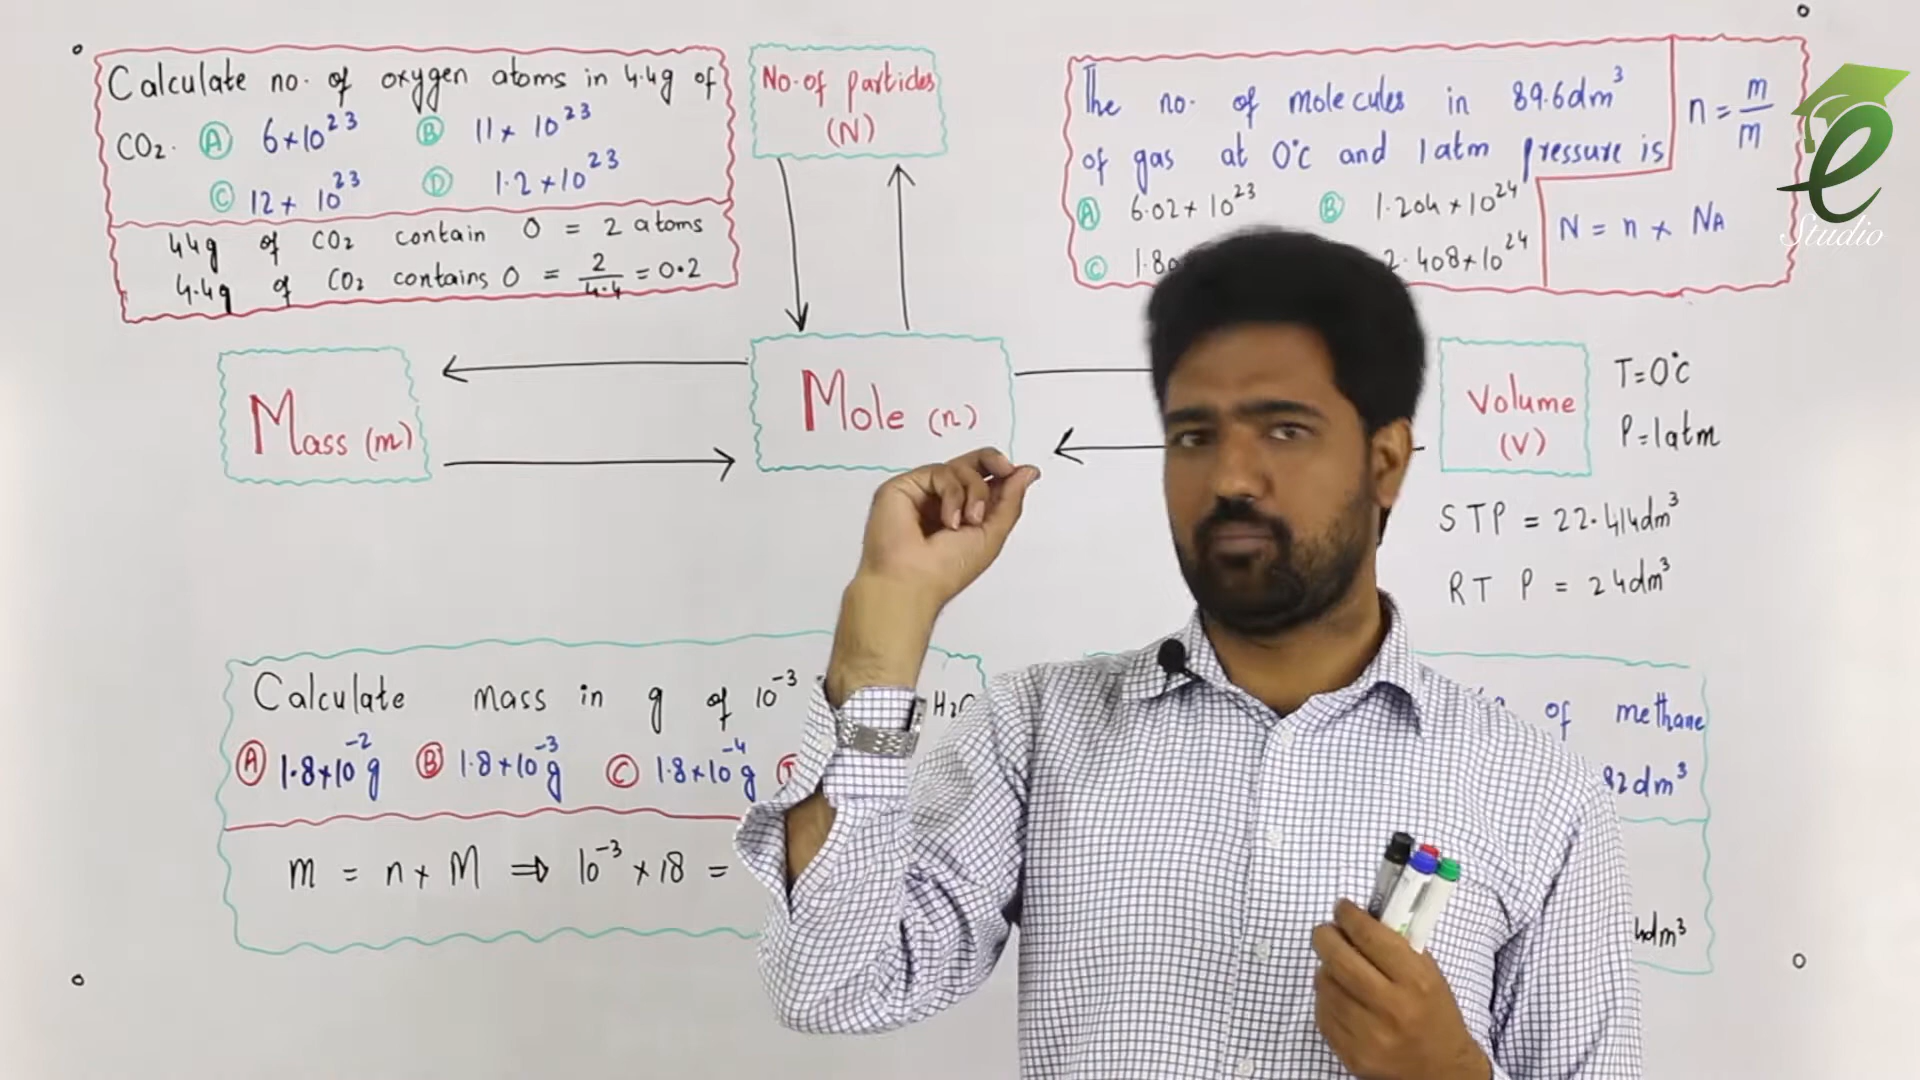 Calculate no. of oxygen atoms in 4.4g of
CO₂. A 6×10²³ B 11×10²³
C 12×10²³ D 1.2×10²³
44g of CO₂ contain O = 2 atoms
4.4g of CO₂ contains O = 2/4.4 = 0.2
No. of particles
(N)
The no. of molecules in 89.6dm³
of gas at 0°C and 1atm pressure is
A 6.02×10²³ B 1.204×10²⁴
C 2.408×10²⁴
n = m/m
N = n × NA
e
Studio
Mass (m)
Mole (n)
Volume
(V)
T=0°C
P=1atm
STP = 22.414dm³
RTP = 24dm³
Calculate mass in g of 10⁻³ H₂O
A 1.8×10⁻²g B 1.8×10⁻³g C 1.8×10⁻⁴g
m = n × M ⇒ 10⁻³ × 18 =
of methane
82dm³
dm³